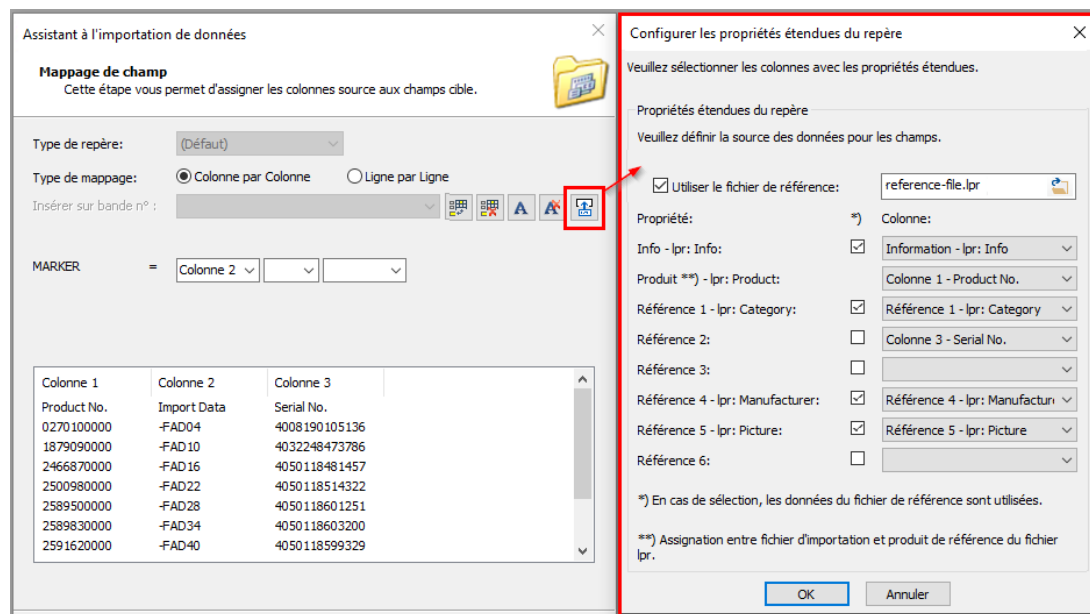 Assistant à l'importation de données
Mappage de champ
Cette étape vous permet d'assigner les colonnes source aux champs cible.
Type de repère: (Défaut)
Type de mappage: Colonne par Colonne Ligne par Ligne
Insérer sur bande n° : A A
MARKER = Colonne 2
Colonne 1 Colonne 2 Colonne 3
Product No. Import Data Serial No.
0270100000 -FAD04 4008190105136
1879090000 -FAD10 4032248473786
2466870000 -FAD16 4050118481457
2500980000 -FAD22 4050118514322
2589500000 -FAD28 4050118601251
2589830000 -FAD34 4050118603200
2591620000 -FAD40 4050118599329
Configurer les propriétés étendues du repère
Veuillez sélectionner les colonnes avec les propriétés étendues.
Propriétés étendues du repère
Veuillez définir la source des données pour les champs.
Utiliser le fichier de référence: reference-file.lpr
Propriété: *) Colonne:
Info - lpr: Info: Information - lpr: Info
Produit **) - lpr: Product: Colonne 1 - Product No.
Référence 1 - lpr: Category: Référence 1 - lpr: Category
Référence 2: Colonne 3 - Serial No.
Référence 3:
Référence 4 - lpr: Manufacturer: Référence 4 - lpr: Manufactur
Référence 5 - lpr: Picture: Référence 5 - lpr: Picture
Référence 6:
*) En cas de sélection, les données du fichier de référence sont utilisées.
**) Assignation entre fichier d'importation et produit de référence du fichier
lpr.
OK Annuler